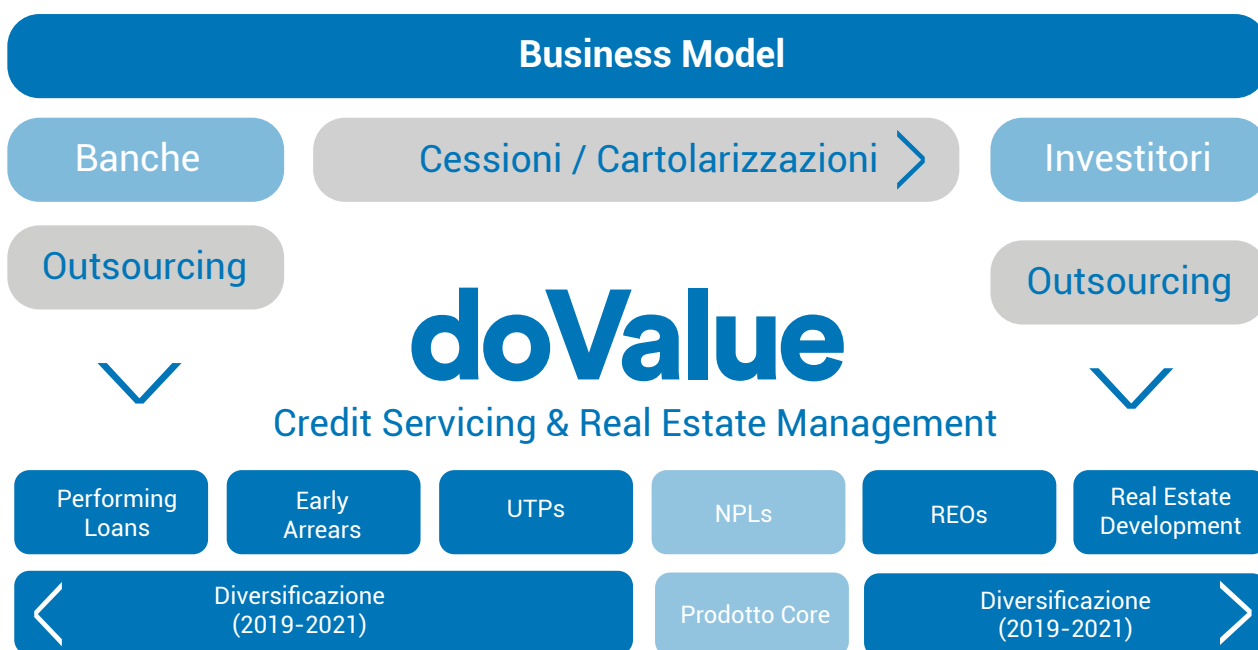 Business Model
Banche
Cessioni / Cartolarizzazioni
Investitori
Outsourcing
Outsourcing
doValue
Credit Servicing & Real Estate Management
Performing
Loans
Early
Arrears
UTPs
NPLs
REOs
Real Estate
Development
Diversificazione
(2019-2021)
Prodotto Core
Diversificazione
(2019-2021)